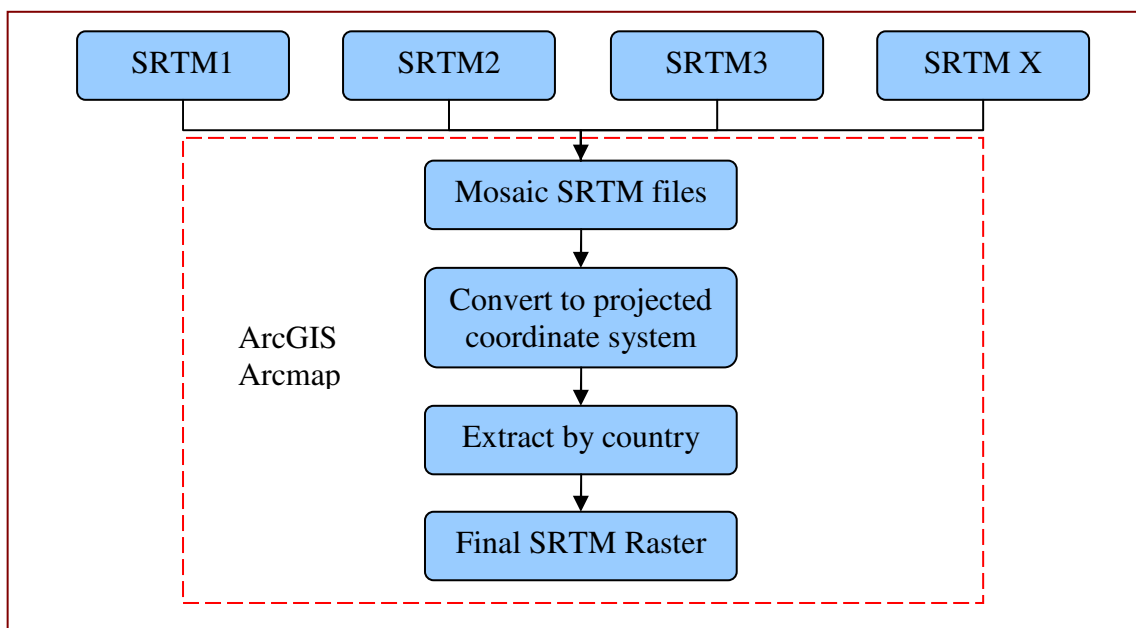 SRTM1
SRTM2
SRTM3
SRTM X
Mosaic SRTM files
Convert to projected
coordinate system
ArcGIS
Arcmap
Extract by country
Final SRTM Raster